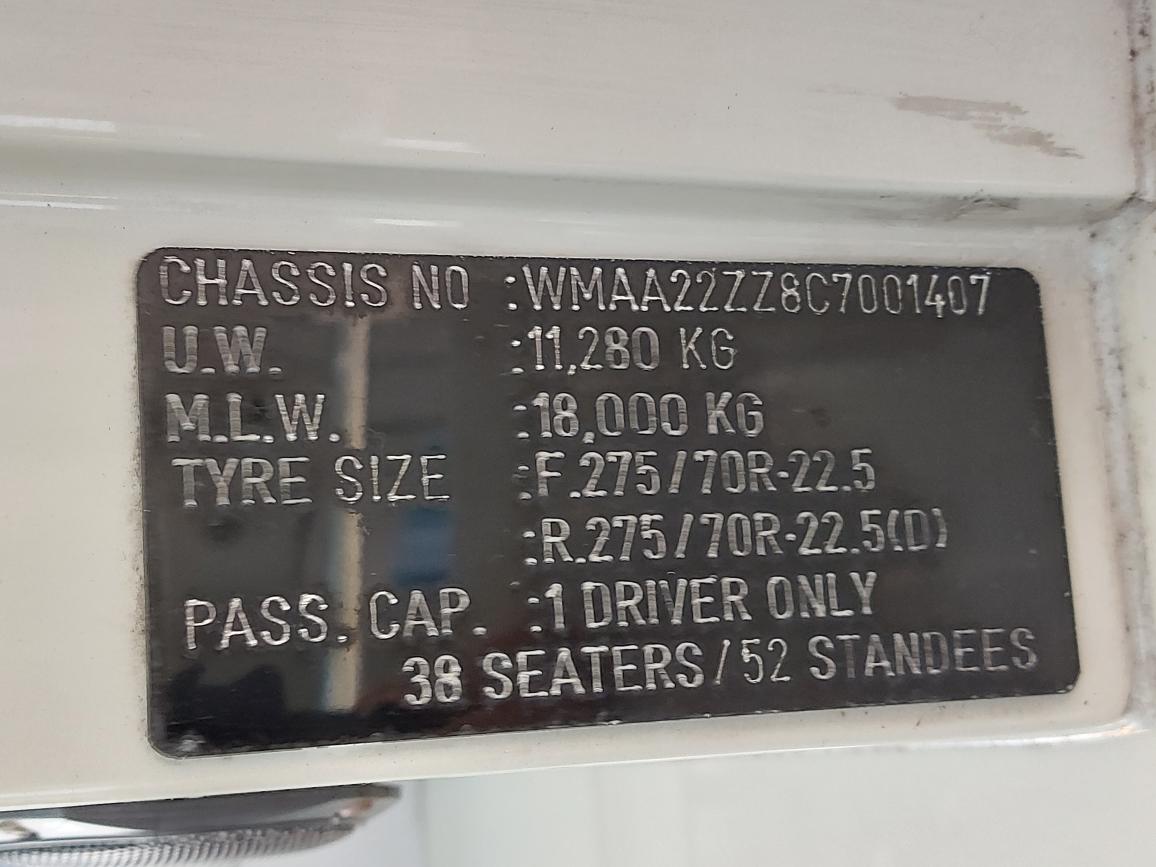 CHASSIS NO :WMAA22ZZ8C7001407
U.W. :11,280 KG
M.L.W. :18,000 KG
TYRE SIZE :F.275/70R-22.5
:R.275/70R-22.5(D)
PASS. CAP. :1 DRIVER ONLY
38 SEATERS/52 STANDEES